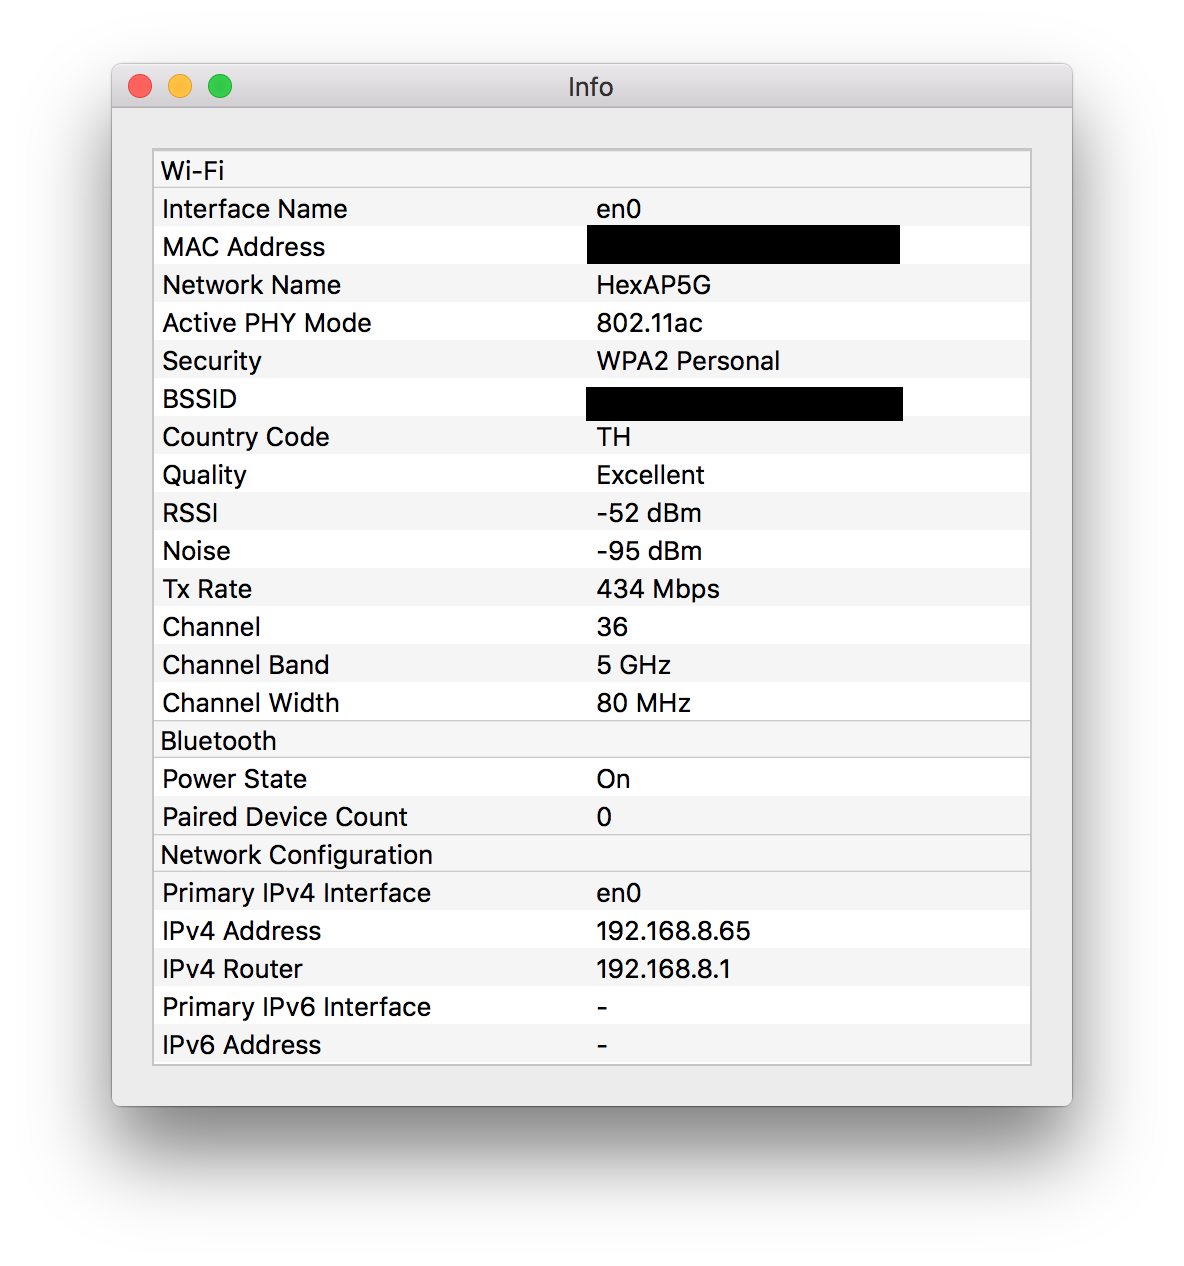 Info
Wi-Fi
Interface Name en0
MAC Address
Network Name HexAP5G
Active PHY Mode 802.11ac
Security WPA2 Personal
BSSID
Country Code TH
Quality Excellent
RSSI -52 dBm
Noise -95 dBm
Tx Rate 434 Mbps
Channel 36
Channel Band 5 GHz
Channel Width 80 MHz
Bluetooth
Power State On
Paired Device Count 0
Network Configuration
Primary IPv4 Interface en0
IPv4 Address 192.168.8.65
IPv4 Router 192.168.8.1
Primary IPv6 Interface -
IPv6 Address -